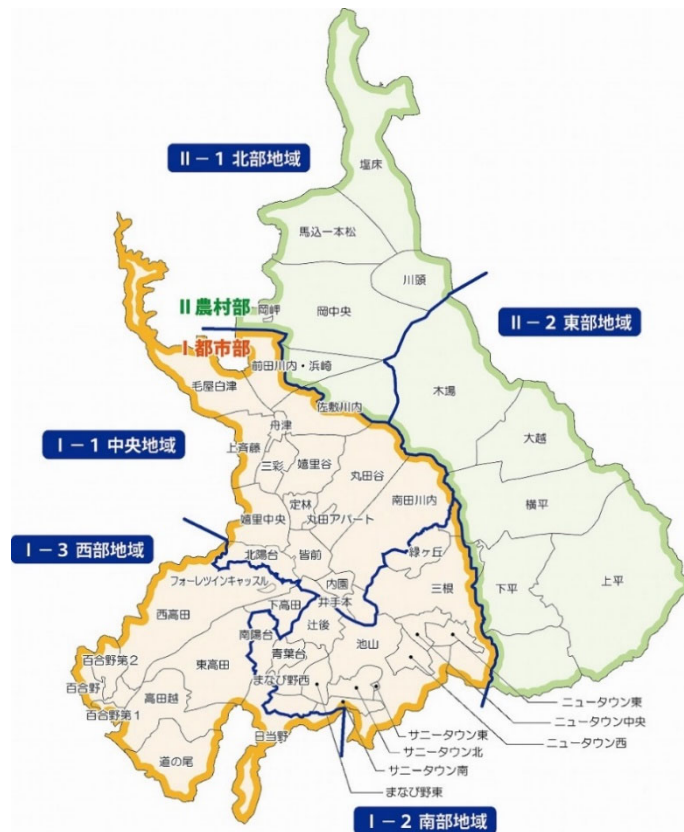 II－1 北部地域
塩床
馬込一本松
川頭
II 農村部
岡岬
岡中央
II－2 東部地域
I 都市部
前田川内・浜崎
毛屋白津
木場
佐敷川内
大越
舟津
I－1 中央地域
上斉藤
三彩
嬉里谷
丸田谷
横平
定林
南田川内
嬉里中央
丸田アパート
I－3 西部地域
北陽台
皆前
緑ヶ丘
フォーレツインキャッスル
内園
三根
下平
上平
西高田
下高田
井手本
南陽台
辻後
池山
百合野第2
東高田
青葉台
百合野
まなび野西
高田越
ニュータウン東
百合野第1
ニュータウン中央
日当野
サニータウン東
ニュータウン西
サニータウン北
道の尾
サニータウン南
まなび野東
I－2 南部地域